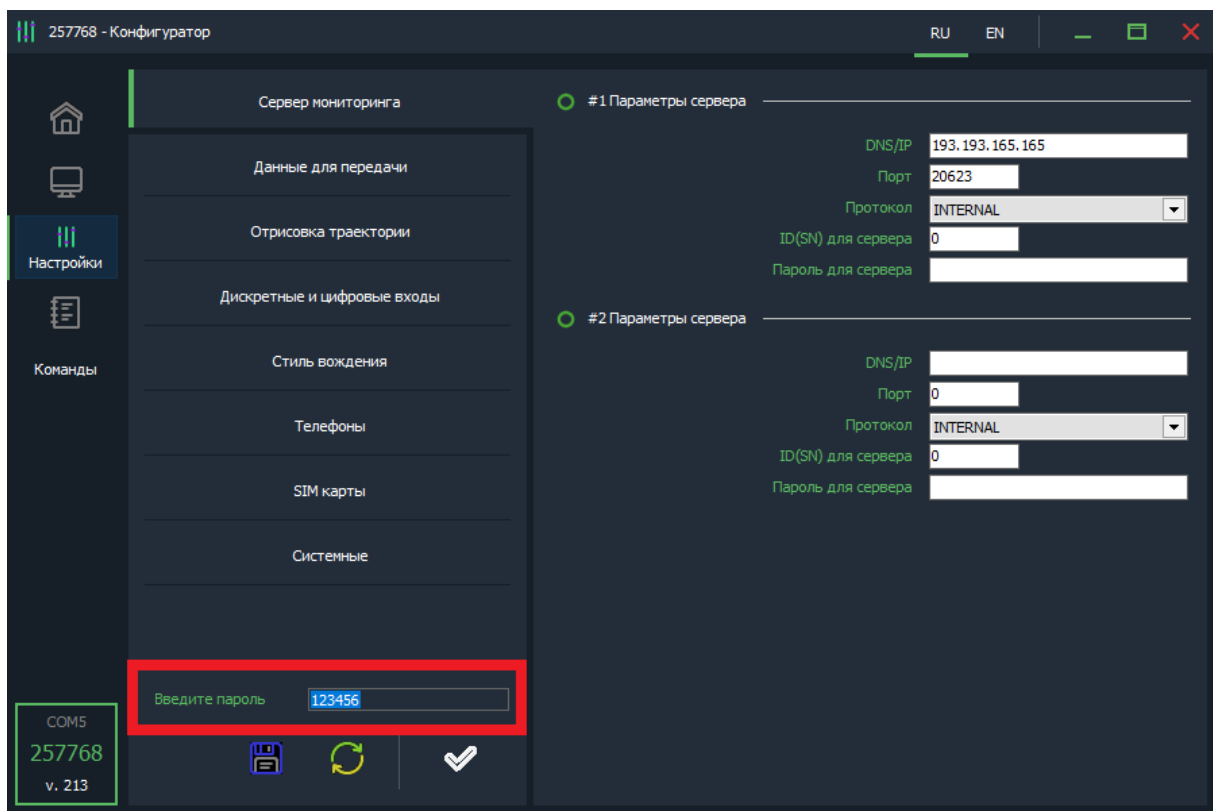 257768 - Конфигуратор
RU
EN
Сервер мониторинга
Данные для передачи
Отрисовка траектории
Дискретные и цифровые входы
Стиль вождения
Телефоны
SIM карты
Системные
Настройки
Команды
Введите пароль
123456
COM5
257768
v. 213
#1 Параметры сервера
DNS/IP
193.193.165.165
Порт
20623
Протокол
INTERNAL
ID(SN) для сервера
0
Пароль для сервера
#2 Параметры сервера
DNS/IP
Порт
0
Протокол
INTERNAL
ID(SN) для сервера
0
Пароль для сервера